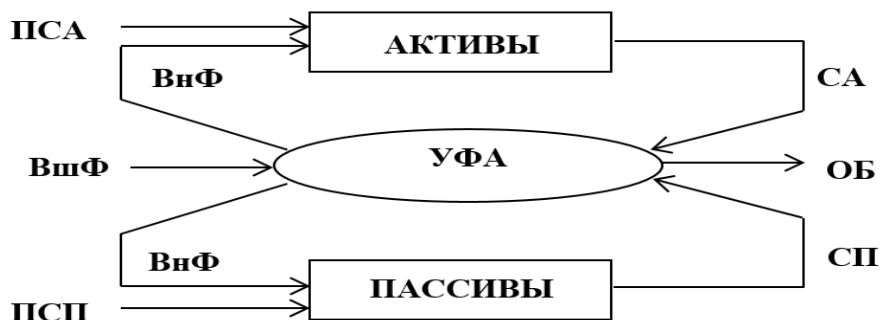 ПСА
АКТИВЫ
ВнФ
СА
УФА
ВшФ
ОБ
ВнФ
СП
ПАССИВЫ
ПСП